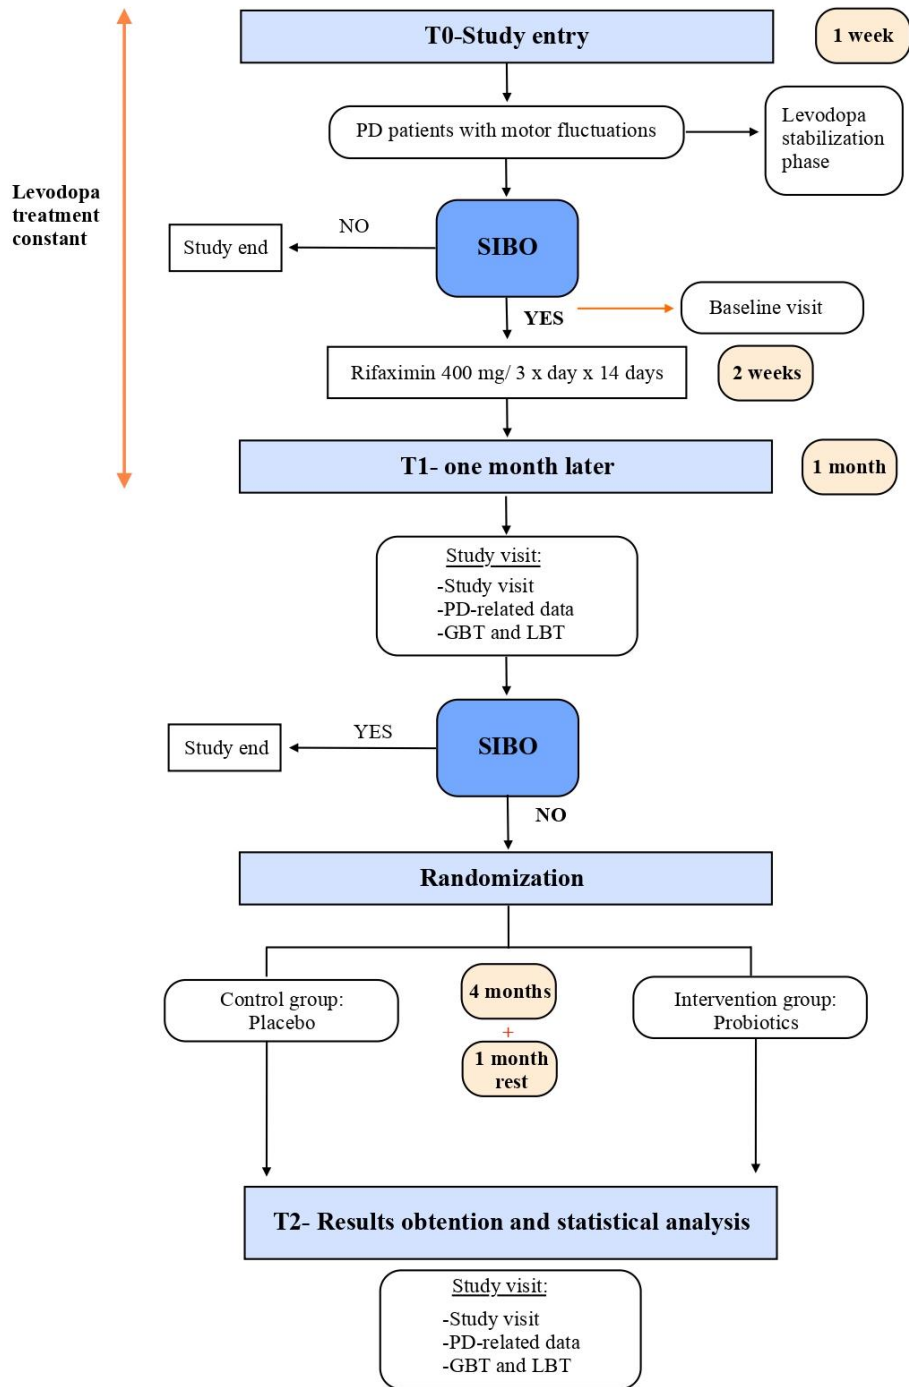 T0-Study entry
1 week
PD patients with motor fluctuations
Levodopa
stabilization
phase
Levodopa
treatment
constant
NO
Study end
SIBO
YES
Baseline visit
Rifaximin 400 mg/ 3 x day x 14 days
2 weeks
T1- one month later
1 month
Study visit:
-Study visit
-PD-related data
-GBT and LBT
YES
Study end
SIBO
NO
Randomization
Control group:
Placebo
4 months
+
1 month
rest
Intervention group:
Probiotics
T2- Results obtention and statistical analysis
Study visit:
-Study visit
-PD-related data
-GBT and LBT